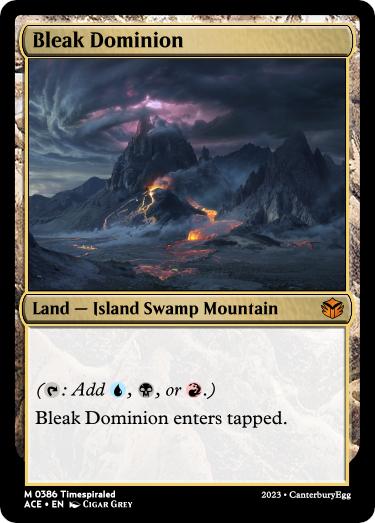 Bleak Dominion
Land — Island Swamp Mountain
(: Add , , or .)
Bleak Dominion enters tapped.
M 0386 Timespiraled
ACE • EN Cigar Grey
2023 • CanterburyEgg